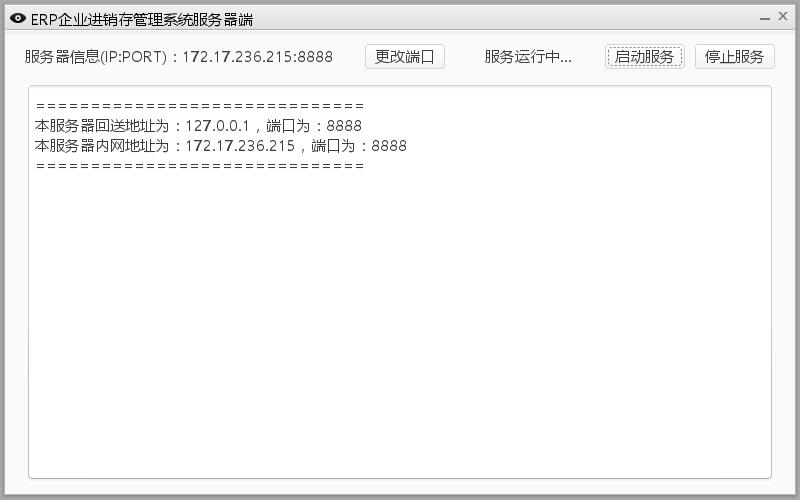 ERP企业进销存管理系统服务器端
服务器信息(IP:PORT)：172.17.236.215:8888 更改端口 服务运行中... 启动服务 停止服务
==============================
本服务器回送地址为：127.0.0.1，端口为：8888
本服务器内网地址为：172.17.236.215，端口为：8888
==============================